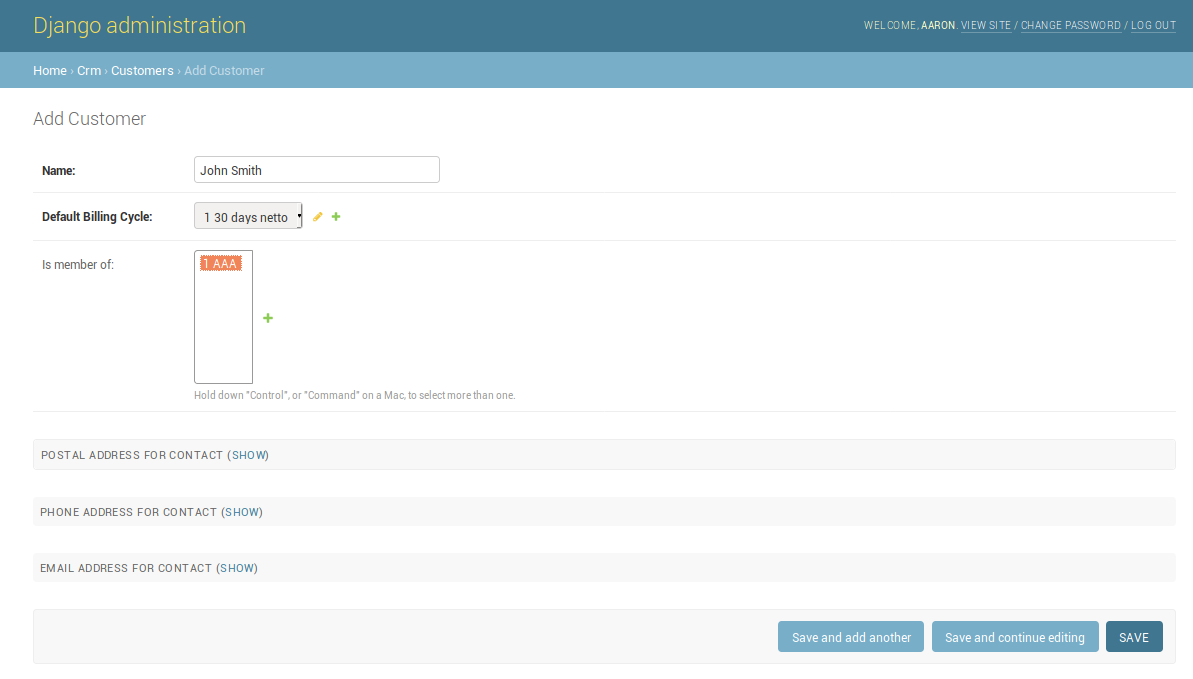 Django administration
WELCOME, AARON. VIEW SITE / CHANGE PASSWORD / LOG OUT
Home › Crm › Customers › Add Customer
Add Customer
Name: John Smith
Default Billing Cycle: 1 30 days netto
Is member of: 1 AAA
Hold down "Control", or "Command" on a Mac, to select more than one.
POSTAL ADDRESS FOR CONTACT (SHOW)
PHONE ADDRESS FOR CONTACT (SHOW)
EMAIL ADDRESS FOR CONTACT (SHOW)
Save and add another Save and continue editing SAVE